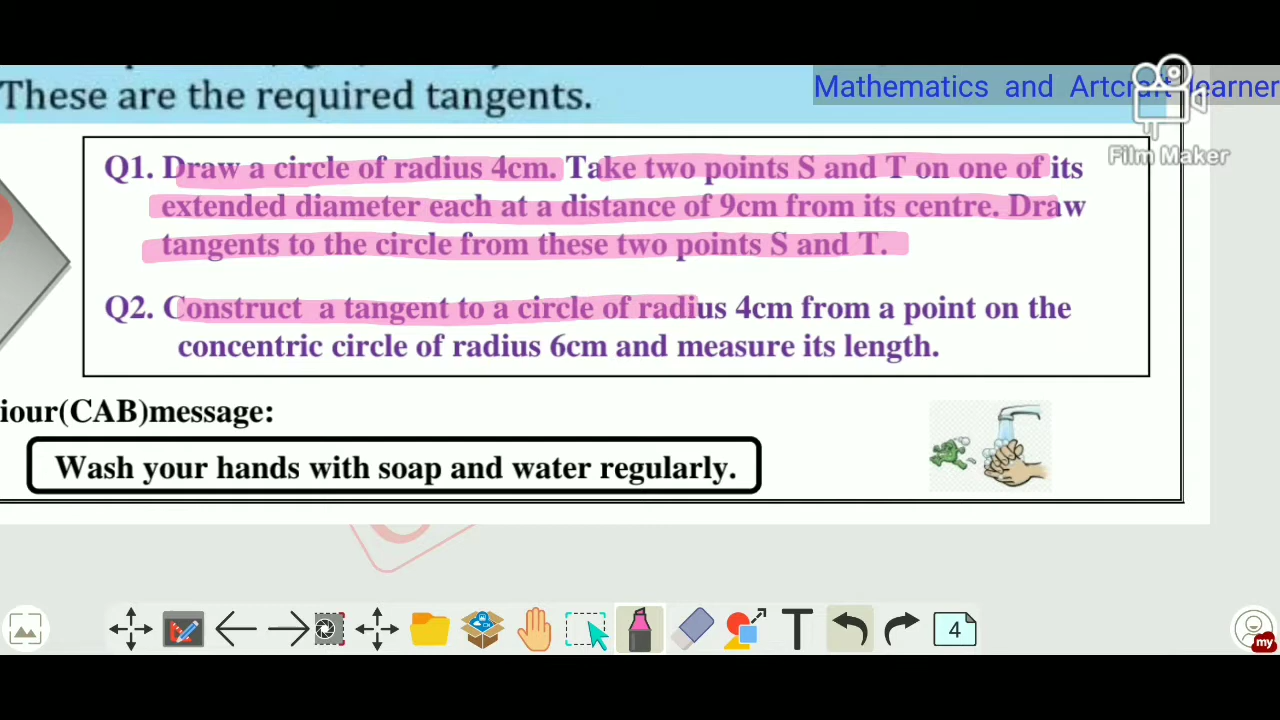 These are the required tangents.
Mathematics and Artcraft learner
Film Maker
Q1. Draw a circle of radius 4cm. Take two points S and T on one of its
extended diameter each at a distance of 9cm from its centre. Draw
tangents to the circle from these two points S and T.
Q2. Construct a tangent to a circle of radius 4cm from a point on the
concentric circle of radius 6cm and measure its length.
iour(CAB)message:
Wash your hands with soap and water regularly.
T
4
my